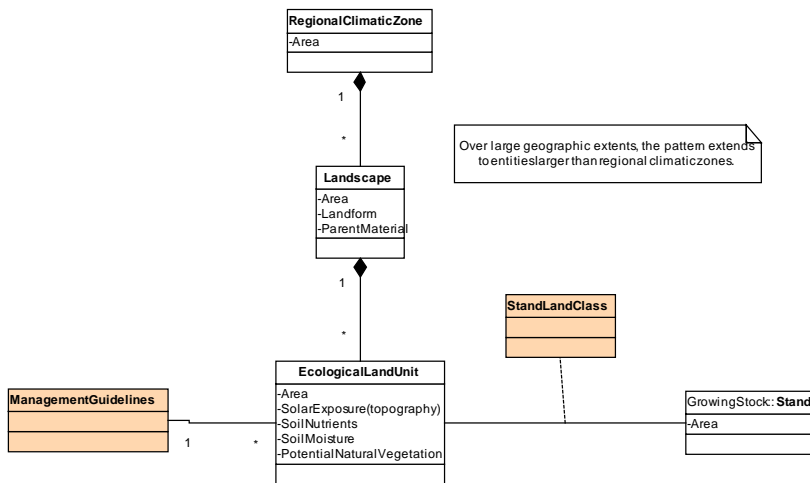 RegionalClimaticZone
-Area
1
*
Over large geographic extents, the pattern extends
to entities larger than regional climatic zones.
Landscape
-Area
-Landform
-ParentMaterial
1
*
StandLandClass
EcologicalLandUnit
-Area
-SolarExposure(topography)
-SoilNutrients
-SoilMoisture
-PotentialNaturalVegetation
ManagementGuidelines
1
*
GrowingStock::Stand
-Area